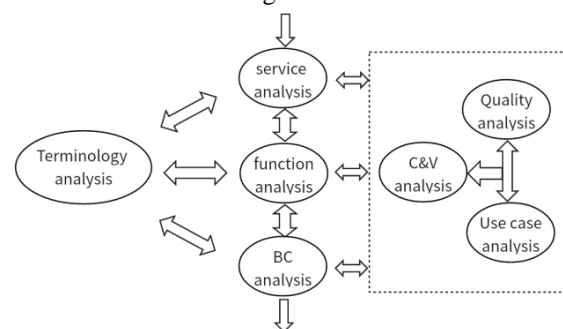 service
analysis
Quality
analysis
Terminology
analysis
function
analysis
C&V
analysis
Use case
analysis
BC
analysis